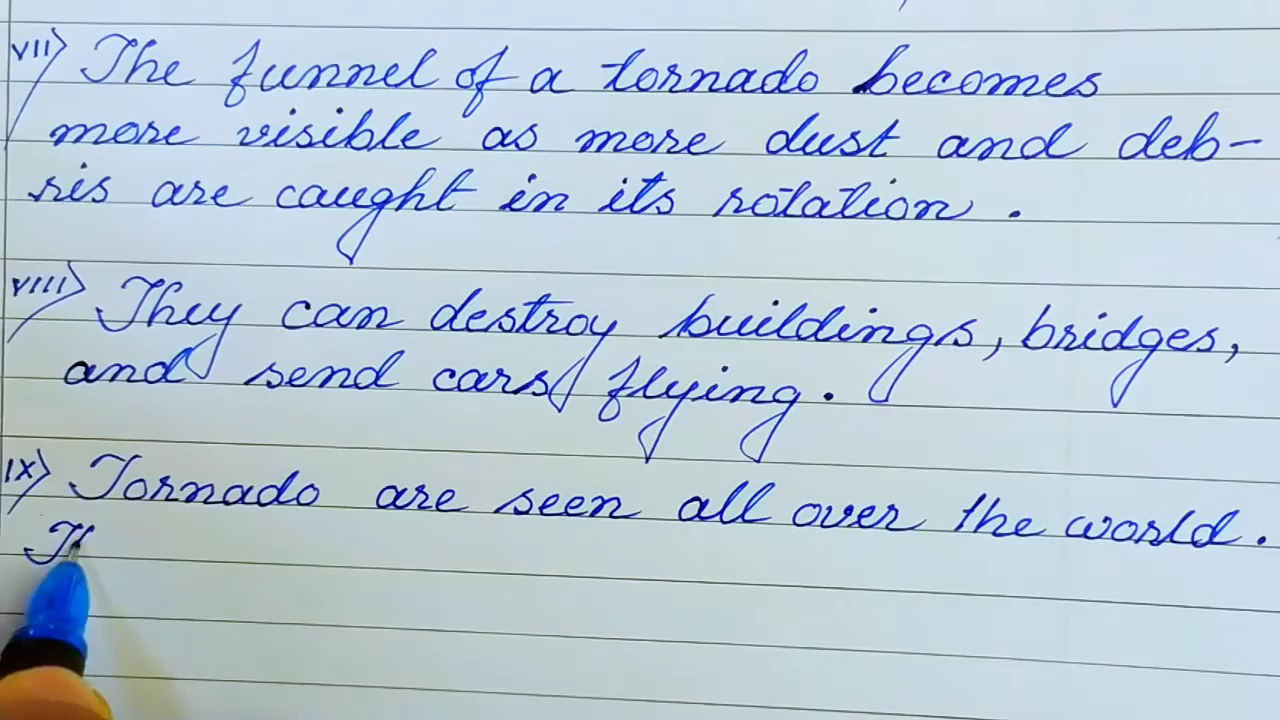 vii) The funnel of a tornado becomes
more visible as more dust and deb-
ris are caught in its rotation.
viii) They can destroy buildings, bridges,
and send cars flying.
ix) Tornado are seen all over the world.